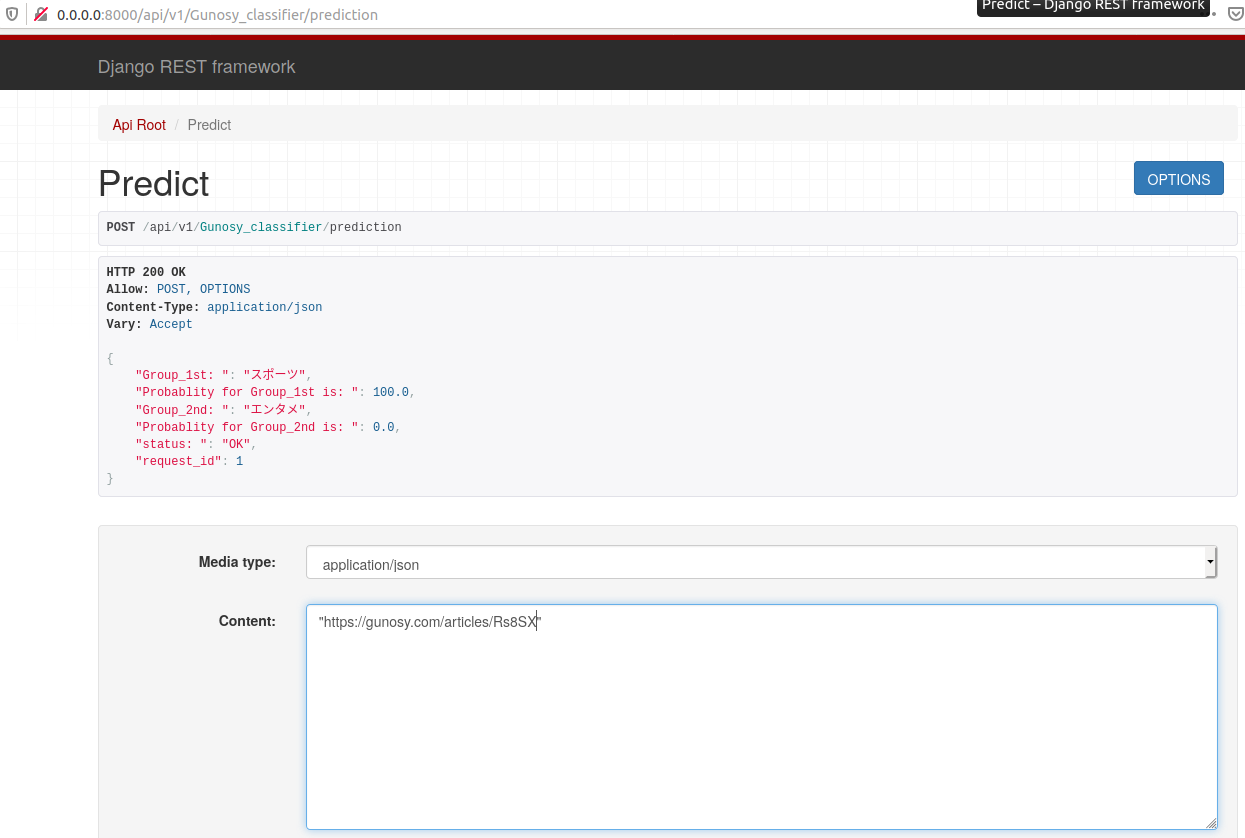 0.0.0.0:8000/api/v1/Gunosy_classifier/prediction
Predict – Django REST framework
Django REST framework
Api Root / Predict
Predict
OPTIONS
POST /api/v1/Gunosy_classifier/prediction
HTTP 200 OK
Allow: POST, OPTIONS
Content-Type: application/json
Vary: Accept
{
"Group_1st: ": "スポーツ",
"Probablity for Group_1st is: ": 100.0,
"Group_2nd: ": "エンタメ",
"Probablity for Group_2nd is: ": 0.0,
"status: ": "OK",
"request_id": 1
}
Media type:
application/json
Content:
"https://gunosy.com/articles/Rs8SX"